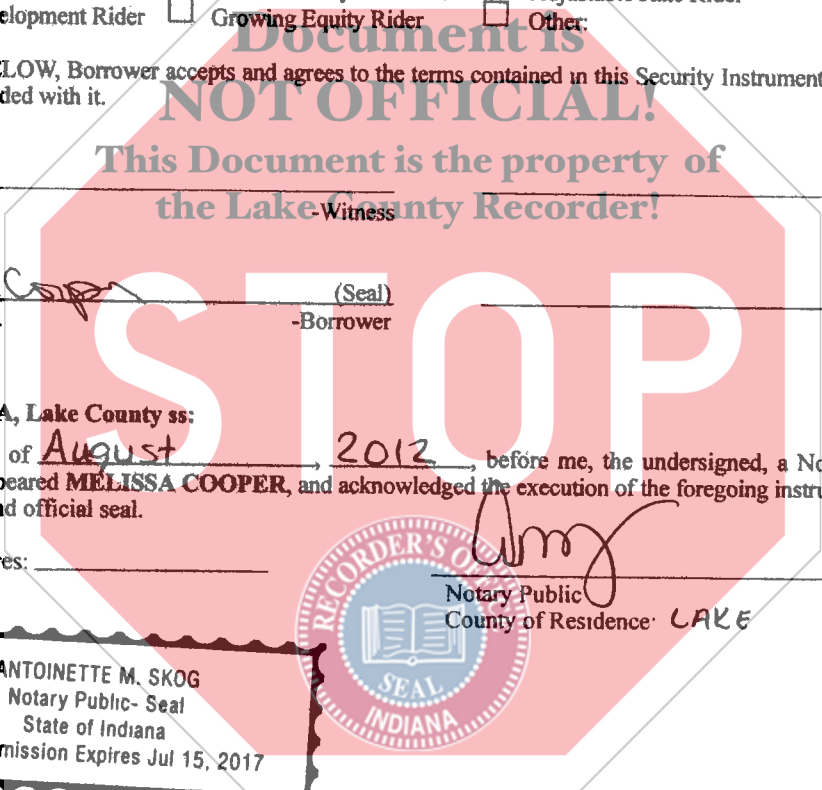 elopment Rider Growing Equity Rider Other:
Document is
LOW, Borrower accepts and agrees to the terms contained in this Security Instrument
ded with it.
NOT OFFICIAL!
This Document is the property of
the Lake County Recorder!
-Witness
(Seal)
-Borrower
STOP
A, Lake County ss:
of August, 2012, before me, the undersigned, a No
peared MELISSA COOPER, and acknowledged the execution of the foregoing instru
d official seal.
es:
Notary Public
County of Residence: LAKE
RECORDER'S OF
SEAL
INDIANA
ANTOINETTE M. SKOG
Notary Public- Seal
State of Indiana
mission Expires Jul 15, 2017